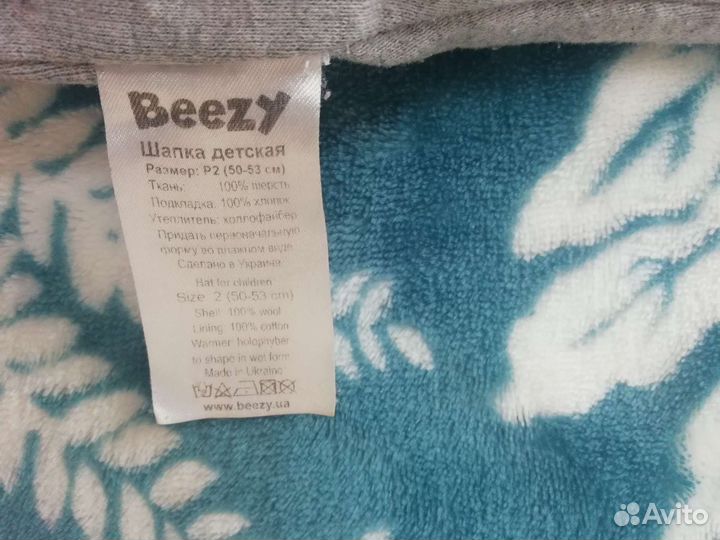 Beezy
Шапка детская
Размер: Р2 (50-53 см)
Ткань: 100% шерсть
Подкладка: 100% хлопок
Утеплитель: холлофайбер
Придать первоначальную
форму во влажном виде
Сделано в Украине
Hat for children
Size 2 (50-53 cm)
Shell: 100% wool
Lining: 100% cotton
Warmer: holophyber
to shape in wet form
Made in Ukraine
www.beezy.ua
Avito